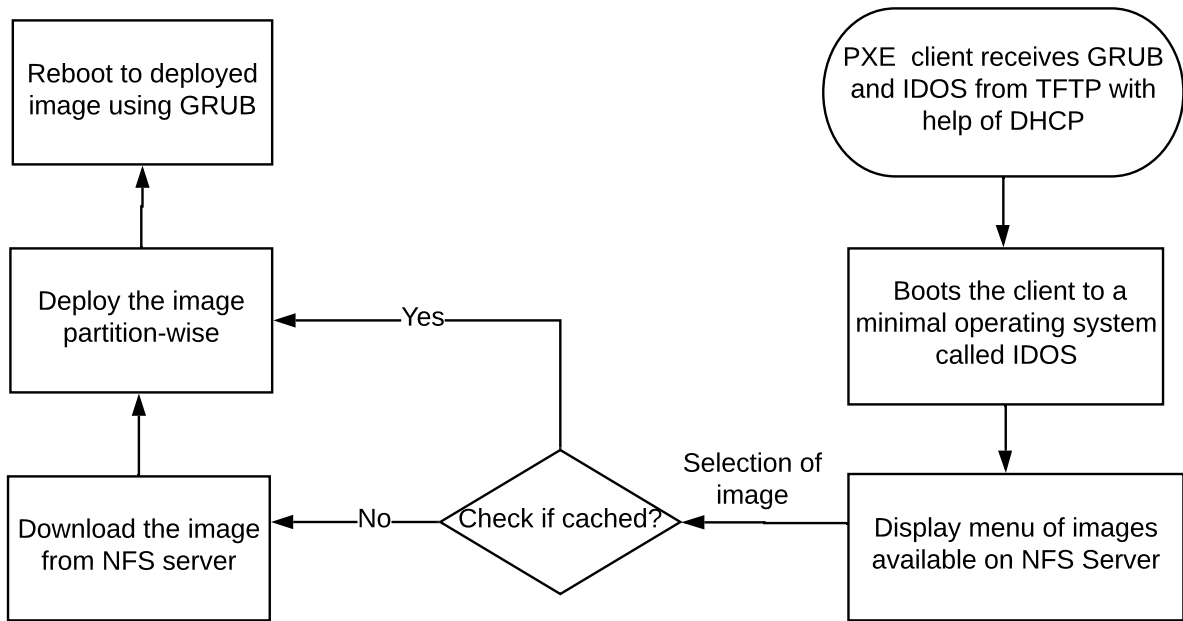 PXE client receives GRUB
and IDOS from TFTP with
help of DHCP
Boots the client to a
minimal operating system
called IDOS
Display menu of images
available on NFS Server
Selection of
image
Check if cached?
Yes
No
Download the image
from NFS server
Deploy the image
partition-wise
Reboot to deployed
image using GRUB